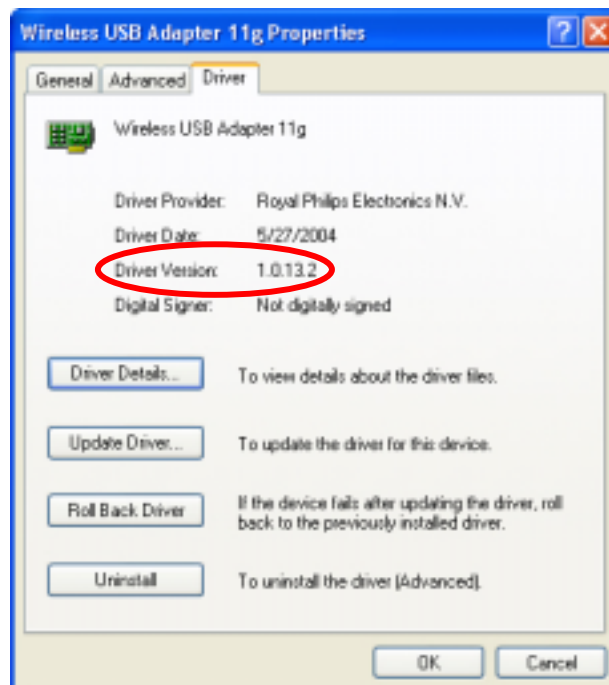 Wireless USB Adapter 11g Properties
General Advanced Driver
Wireless USB Adapter 11g
Driver Provider: Royal Philips Electronics N.V.
Driver Date: 5/27/2004
Driver Version: 1.0.13.2
Digital Signer: Not digitally signed
Driver Details... To view details about the driver files.
Update Driver... To update the driver for this device.
Roll Back Driver If the device fails after updating the driver, roll
back to the previously installed driver.
Uninstall To uninstall the driver (Advanced).
OK Cancel